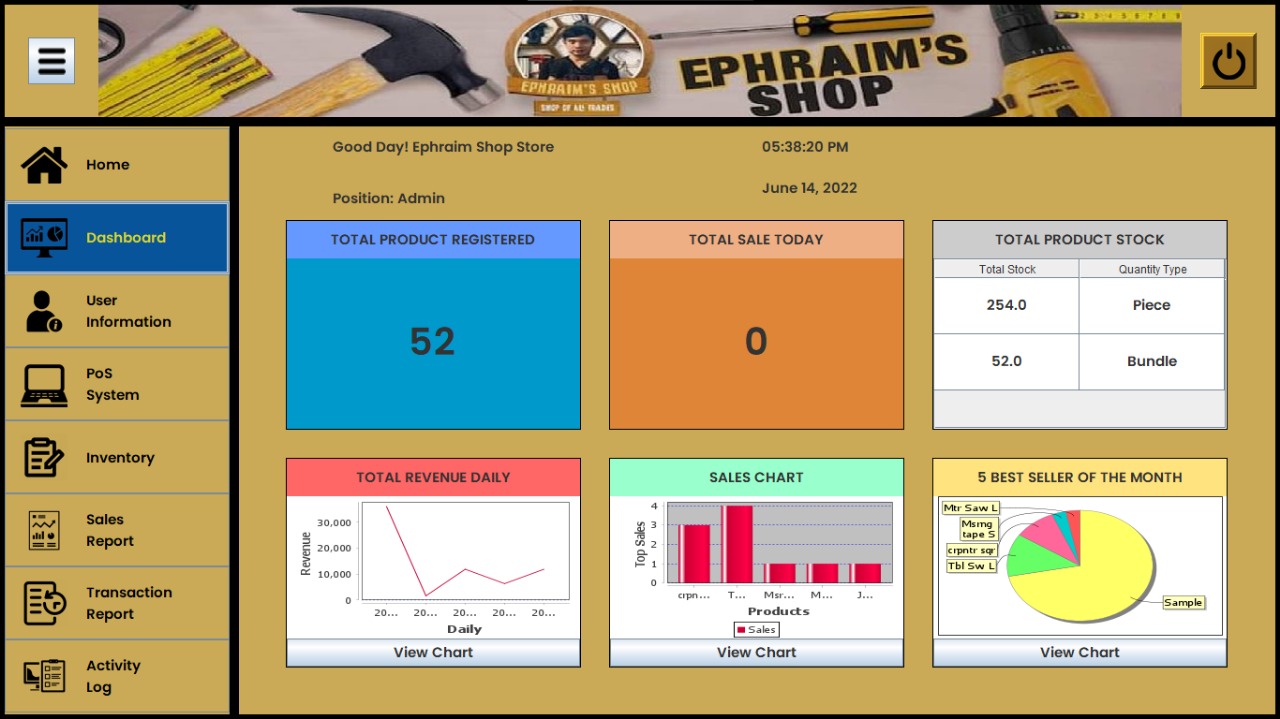 EPHRAIM'S SHOP
SHOP OF ALL TRADES
EPHRAIM'S
SHOP
Home
Dashboard
User
Information
PoS
System
Inventory
Sales
Report
Transaction
Report
Activity
Log
Good Day! Ephraim Shop Store
05:38:20 PM
Position: Admin
June 14, 2022
TOTAL PRODUCT REGISTERED
52
TOTAL SALE TODAY
0
TOTAL PRODUCT STOCK
Total Stock Quantity Type
254.0 Piece
52.0 Bundle
TOTAL REVENUE DAILY
Revenue
30,000
20,000
10,000
0
20... 20... 20... 20... 20...
Daily
View Chart
SALES CHART
Top Sales
4
3
2
1
0
crpn... T... Msr... M... J...
Products
Sales
View Chart
5 BEST SELLER OF THE MONTH
Mtr Saw L
Msrng
tape S
crpntr sqr
Tbl Sw L
Sample
View Chart